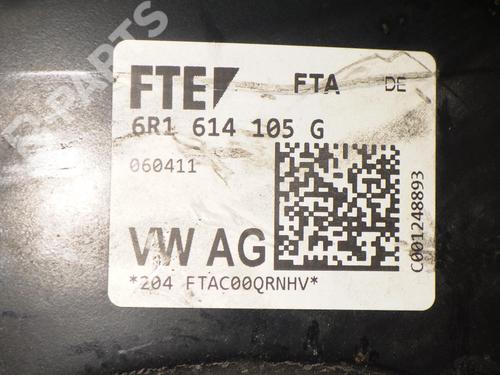 B-PARTS
FTE FTA DE
6R1 614 105 G
060411
VW AG
*204 FTAC00QRNHV*
C001248893